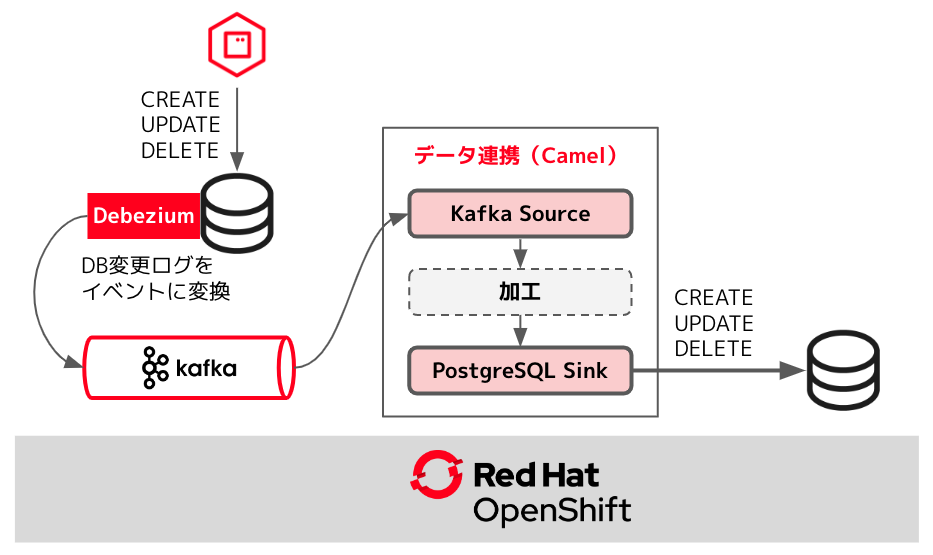 CREATE
UPDATE
DELETE
Debezium
DB変更ログを
イベントに変換
kafka
データ連携（Camel）
Kafka Source
加工
PostgreSQL Sink
CREATE
UPDATE
DELETE
Red Hat
OpenShift